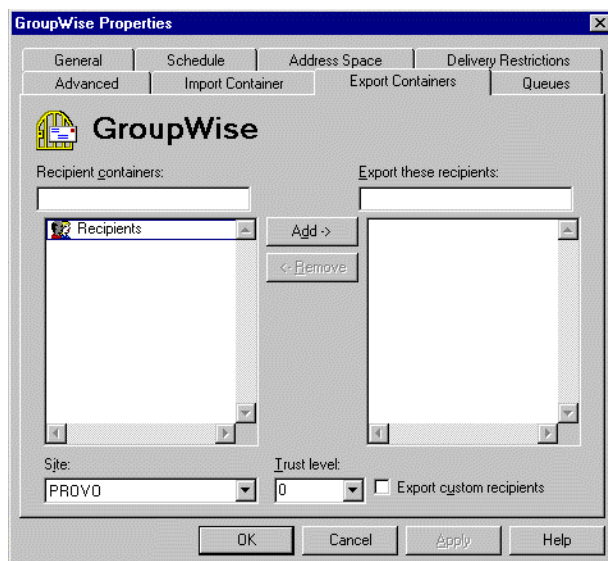 GroupWise Properties
General Schedule Address Space Delivery Restrictions
Advanced Import Container Export Containers Queues
GroupWise
Recipient containers: Export these recipients:
Recipients
Add ->
<- Remove
Site: Trust level:
PROVO 0 Export custom recipients
OK Cancel Apply Help